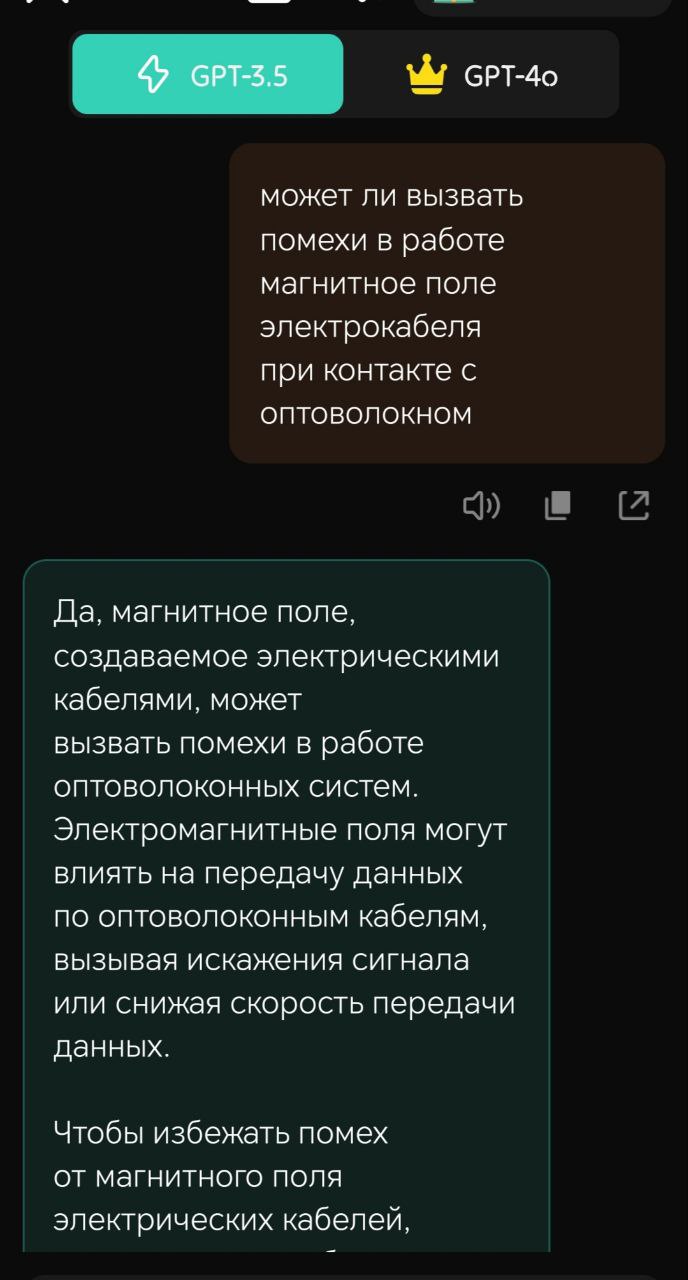 GPT-3.5 GPT-4o
может ли вызвать
помехи в работе
магнитное поле
электрокабеля
при контакте с
оптоволокном
Да, магнитное поле,
создаваемое электрическими
кабелями, может
вызвать помехи в работе
оптоволоконных систем.
Электромагнитные поля могут
влиять на передачу данных
по оптоволоконным кабелям,
вызывая искажения сигнала
или снижая скорость передачи
данных.
Чтобы избежать помех
от магнитного поля
электрических кабелей,